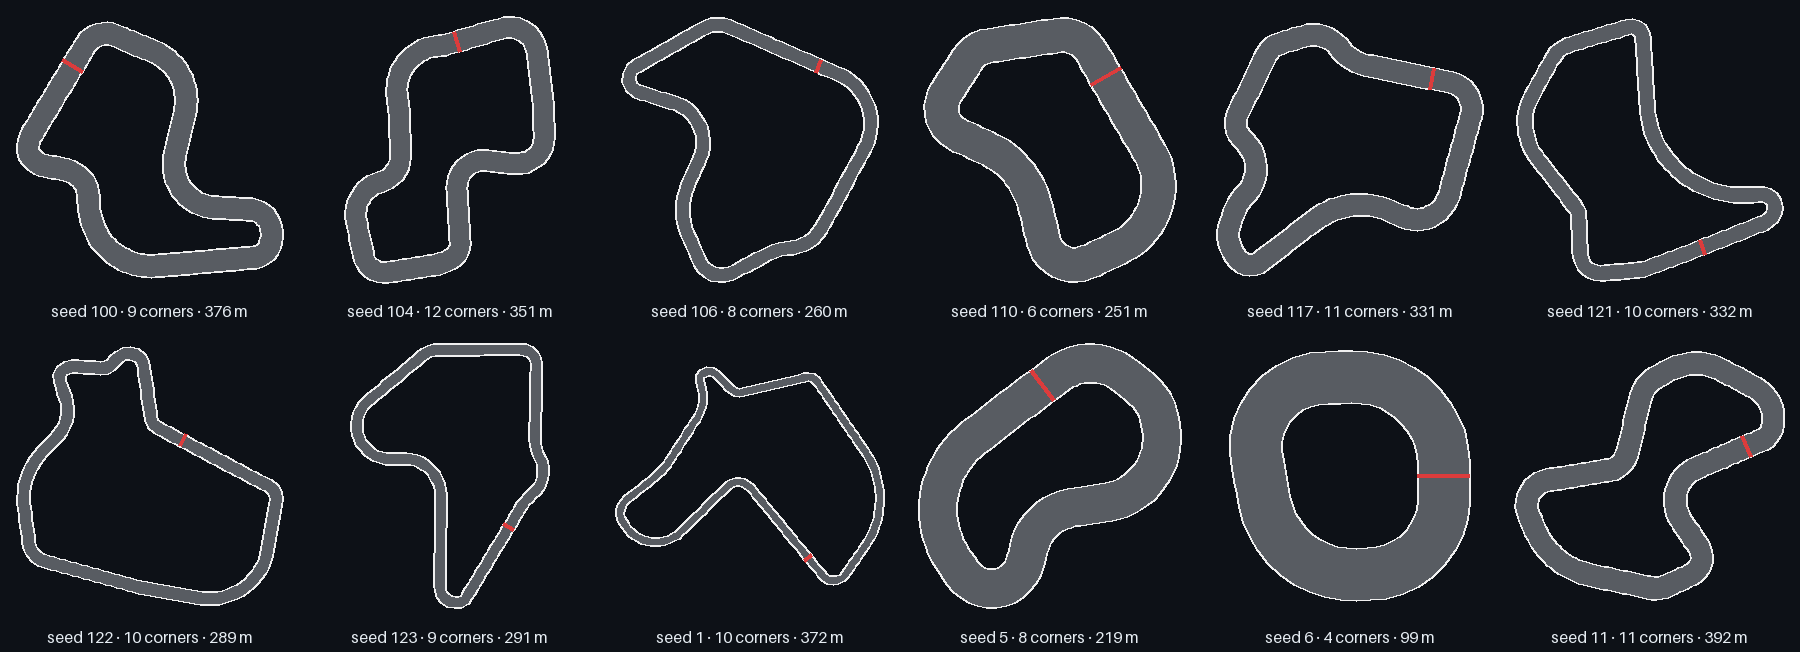 seed 100 · 9 corners · 376 m
seed 104 · 12 corners · 351 m
seed 106 · 8 corners · 260 m
seed 110 · 6 corners · 251 m
seed 117 · 11 corners · 331 m
seed 121 · 10 corners · 332 m
seed 122 · 10 corners · 289 m
seed 123 · 9 corners · 291 m
seed 1 · 10 corners · 372 m
seed 5 · 8 corners · 219 m
seed 6 · 4 corners · 99 m
seed 11 · 11 corners · 392 m